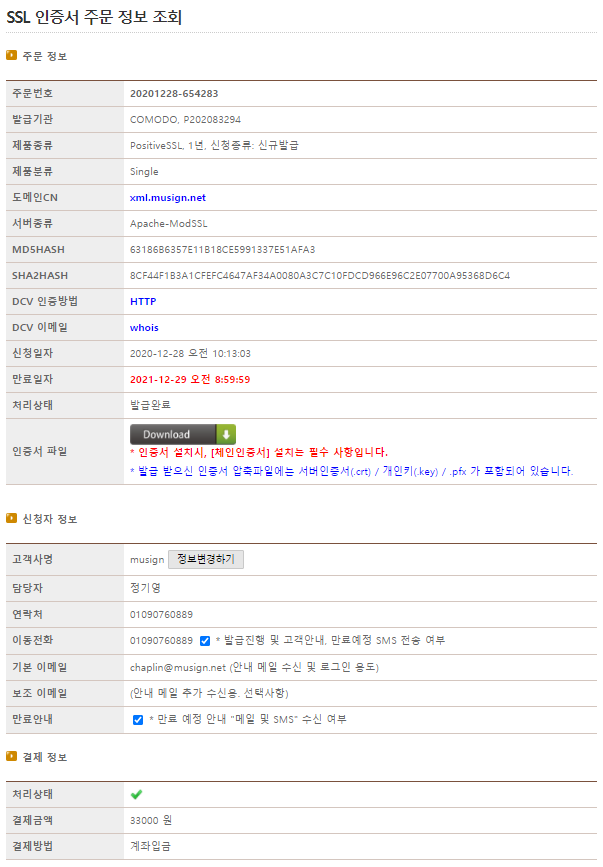 SSL 인증서 주문 정보 조회
주문 정보
주문번호 20201228-654283
발급기관 COMODO, P202083294
제품종류 PositiveSSL, 1년, 신청종류: 신규발급
제품분류 Single
도메인CN xml.musign.net
서버종류 Apache-ModSSL
MD5HASH 6318686357E11818CE5991337E51AFA3
SHA2HASH 8CF44F1B3A1CFEFC4647AF34A0080A3C7C10FDCD966E96C2E07700A95368D6C4
DCV 인증방법 HTTP
DCV 이메일 whois
신청일자 2020-12-28 오전 10:13:03
만료일자 2021-12-29 오전 8:59:59
처리상태 발급완료
인증서 파일 Download
* 인증서 설치시, [체인인증서] 설치는 필수 사항입니다.
* 발급 받으신 인증서 압축파일에는 서버인증서(.crt) / 개인키(.key) / .pfx 가 포함되어 있습니다.
신청자 정보
고객사명 musign 정보변경하기
담당자 정기영
연락처 01090760889
이동전화 01090760889 * 발급진행 및 고객안내, 만료예정 SMS 전송 여부
기본 이메일 chaplin@musign.net (안내 메일 수신 및 로그인 용도)
보조 이메일 (안내 메일 추가 수신용, 선택사항)
만료안내 * 만료 예정 안내 "메일 및 SMS" 수신 여부
결제 정보
처리상태
결제금액 33000 원
결제방법 계좌입금